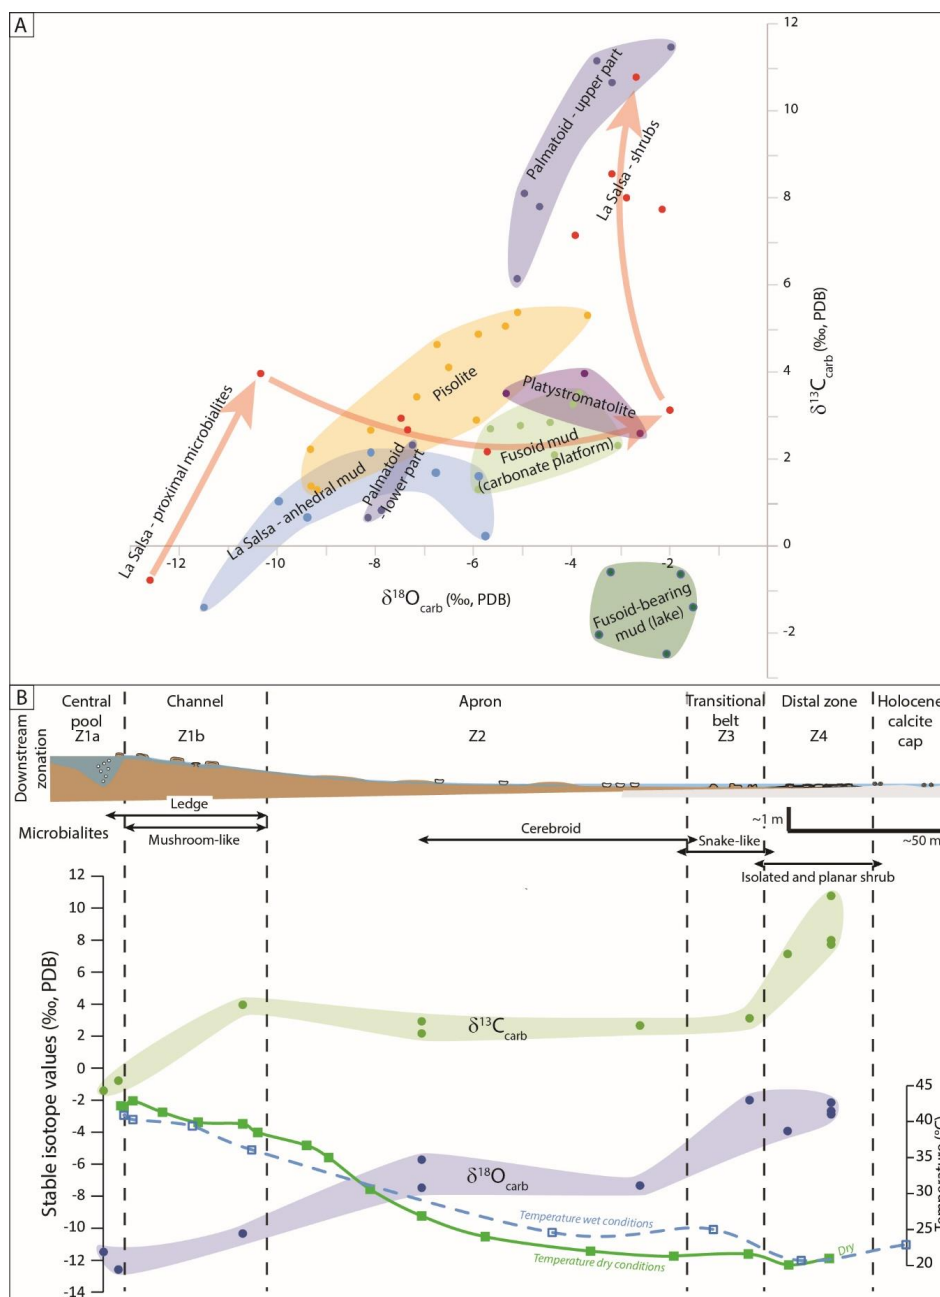 A
12
10
8
6
4
2
0
-2
-12
-10
-8
-6
-4
-2
δ13Ccarb (‰, PDB)
δ18Ocarb (‰, PDB)
Palmatoid - upper part
La Salsa - shrubs
La Salsa - proximal microbialites
Pisolite
Platystromatolite
Fusoid mud
(carbonate platform)
Palmatoid
- lower part
La Salsa - anhedral mud
Fusoid-bearing
mud (lake)
B
Downstream
zonation
Central
pool
Z1a
Channel
Z1b
Apron
Z2
Transitional
belt
Z3
Distal zone
Z4
Holocene
calcite
cap
Microbialites
Ledge
Mushroom-like
Cerebroid
Snake-like
Isolated and planar shrub
~1 m
~50 m
Stable isotope values (‰, PDB)
12
10
8
6
4
2
0
-2
-4
-6
-8
-10
-12
-14
δ13Ccarb
δ18Ocarb
Temperature wet conditions
Temperature dry conditions
Dry
45
40
35
30
25
20
Temperature (°C)